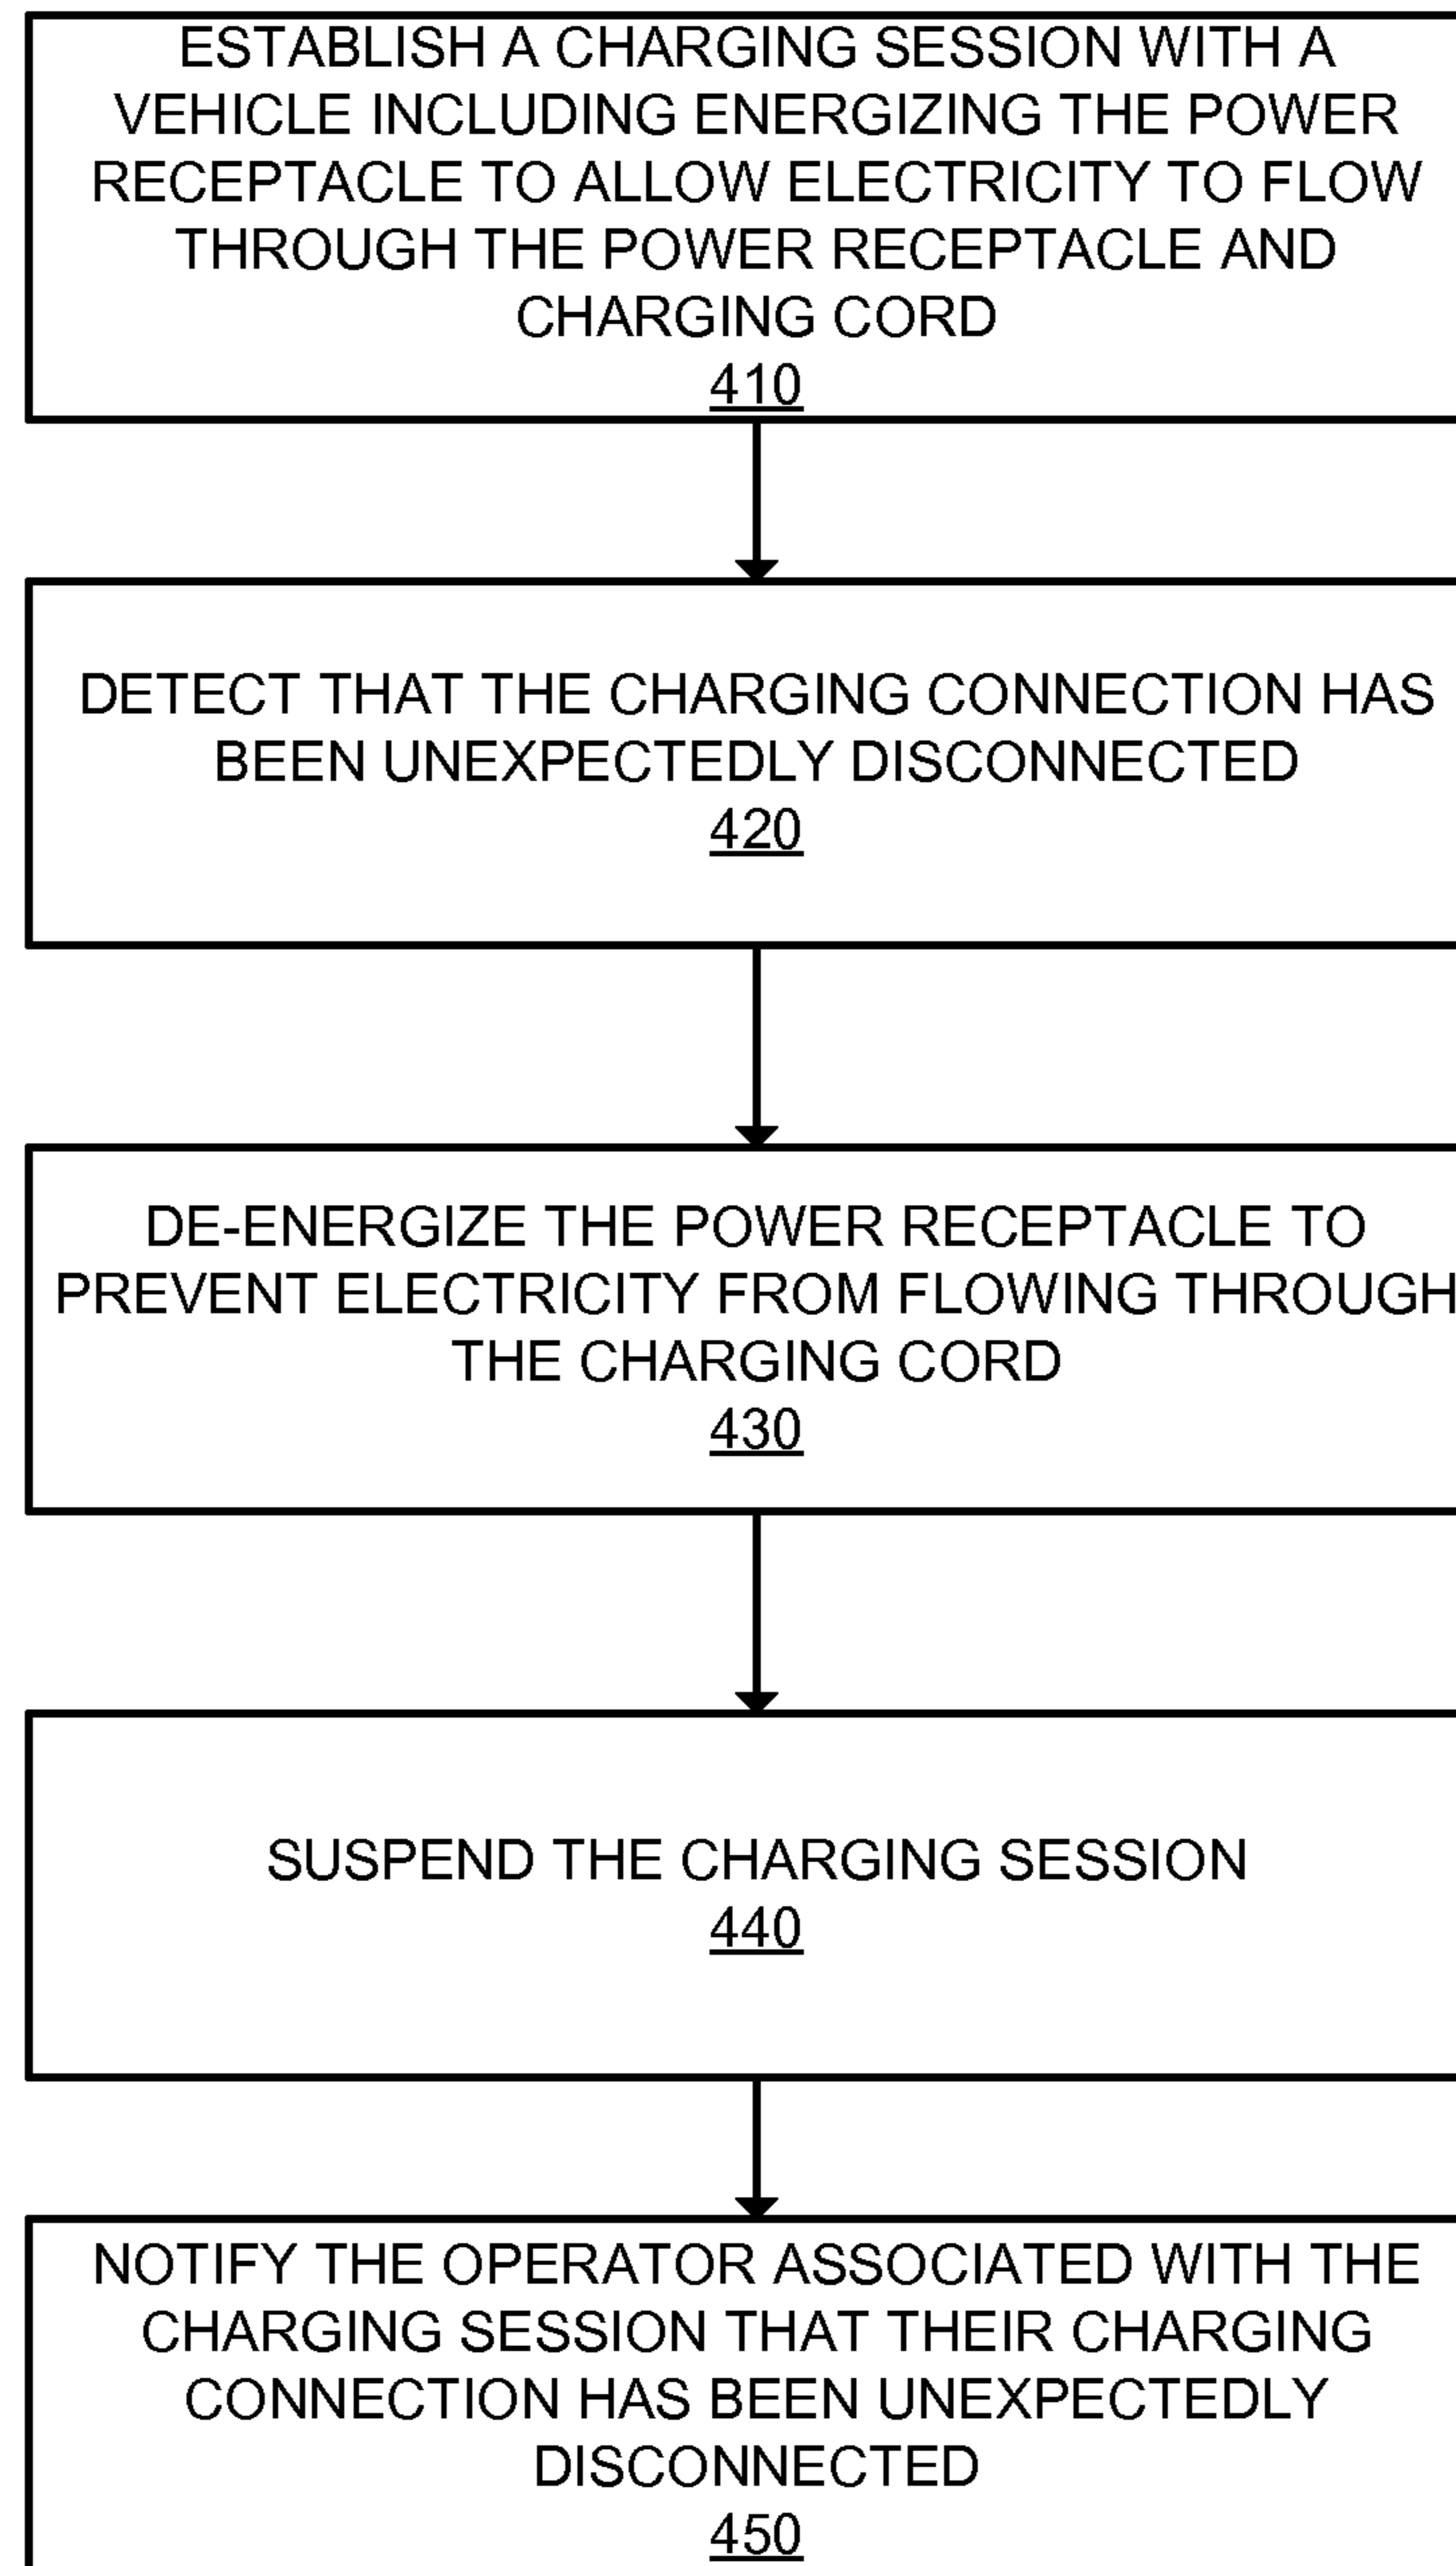 ESTABLISH A CHARGING SESSION WITH A
VEHICLE INCLUDING ENERGIZING THE POWER
RECEPTACLE TO ALLOW ELECTRICITY TO FLOW
THROUGH THE POWER RECEPTACLE AND
CHARGING CORD
410
DETECT THAT THE CHARGING CONNECTION HAS
BEEN UNEXPECTEDLY DISCONNECTED
420
DE-ENERGIZE THE POWER RECEPTACLE TO
PREVENT ELECTRICITY FROM FLOWING THROUGH
THE CHARGING CORD
430
SUSPEND THE CHARGING SESSION
440
NOTIFY THE OPERATOR ASSOCIATED WITH THE
CHARGING SESSION THAT THEIR CHARGING
CONNECTION HAS BEEN UNEXPECTEDLY
DISCONNECTED
450